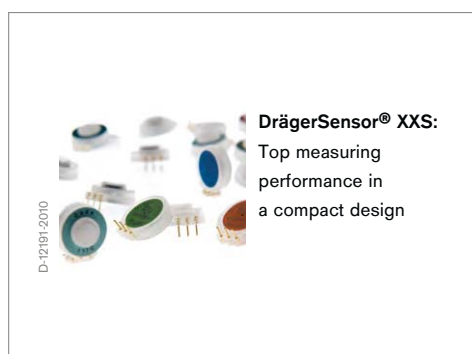 DrägerSensor® XXS:
Top measuring
performance in
a compact design
D-12191-2010